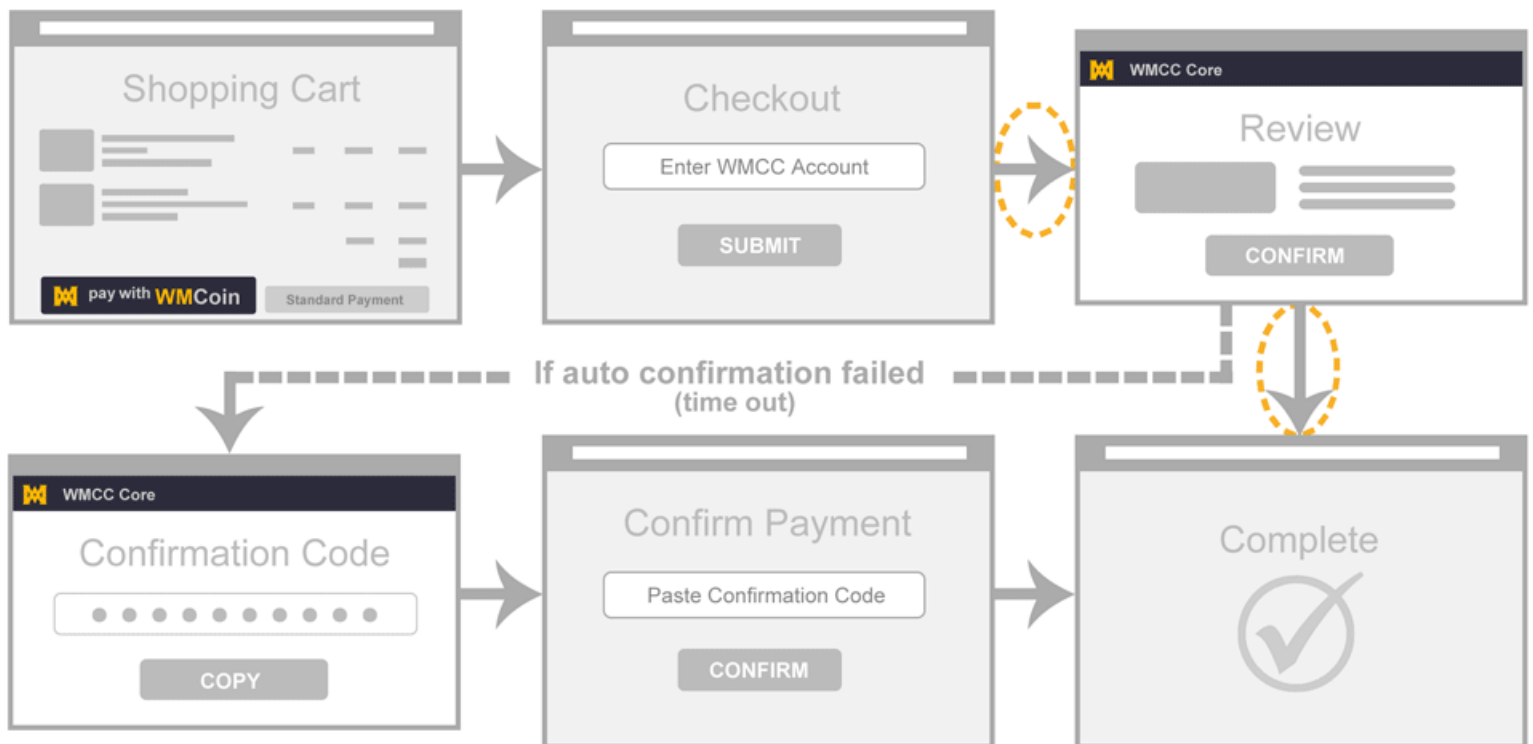 Shopping Cart
pay with WMCoin
Standard Payment
Checkout
Enter WMCC Account
SUBMIT
WMCC Core
Review
CONFIRM
If auto confirmation failed
(time out)
WMCC Core
Confirmation Code
COPY
Confirm Payment
Paste Confirmation Code
CONFIRM
Complete